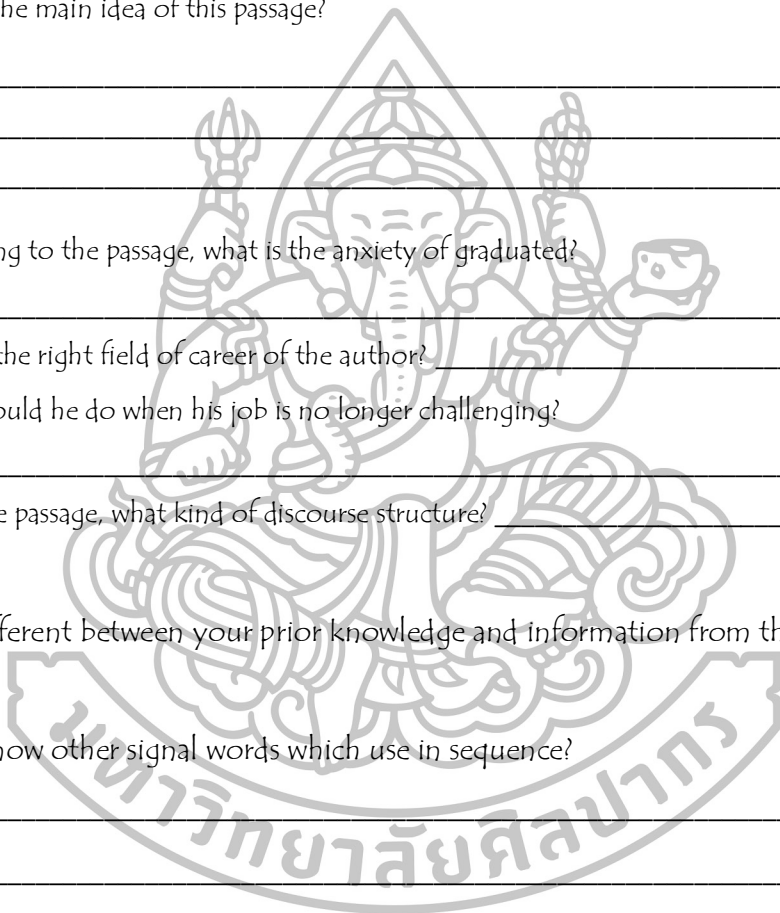 he main idea of this passage?
ng to the passage, what is the anxiety of graduated?
the right field of career of the author?
ould he do when his job is no longer challenging?
e passage, what kind of discourse structure?
fferent between your prior knowledge and information from th
now other signal words which use in sequence?
มหาวิทยาลัยศิลปากร